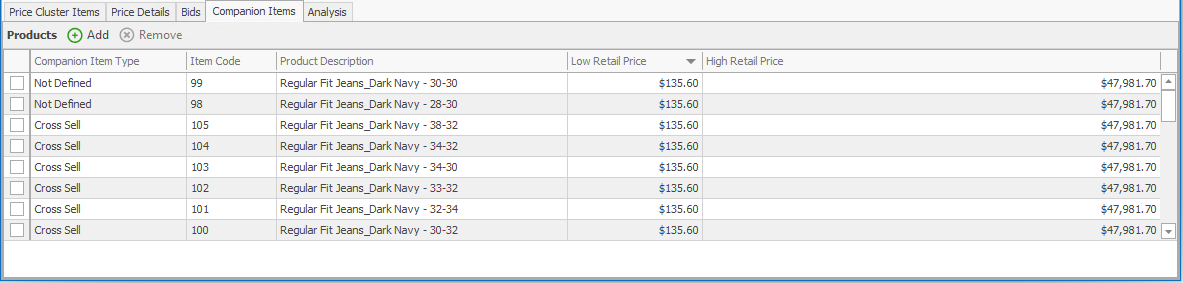 Price Cluster Items Price Details Bids Companion Items Analysis
Products Add Remove
Companion Item Type Item Code Product Description Low Retail Price High Retail Price
Not Defined 99 Regular Fit Jeans_Dark Navy - 30-30 $135.60 $47,981.70
Not Defined 98 Regular Fit Jeans_Dark Navy - 28-30 $135.60 $47,981.70
Cross Sell 105 Regular Fit Jeans_Dark Navy - 38-32 $135.60 $47,981.70
Cross Sell 104 Regular Fit Jeans_Dark Navy - 34-32 $135.60 $47,981.70
Cross Sell 103 Regular Fit Jeans_Dark Navy - 34-30 $135.60 $47,981.70
Cross Sell 102 Regular Fit Jeans_Dark Navy - 33-32 $135.60 $47,981.70
Cross Sell 101 Regular Fit Jeans_Dark Navy - 32-34 $135.60 $47,981.70
Cross Sell 100 Regular Fit Jeans_Dark Navy - 30-32 $135.60 $47,981.70